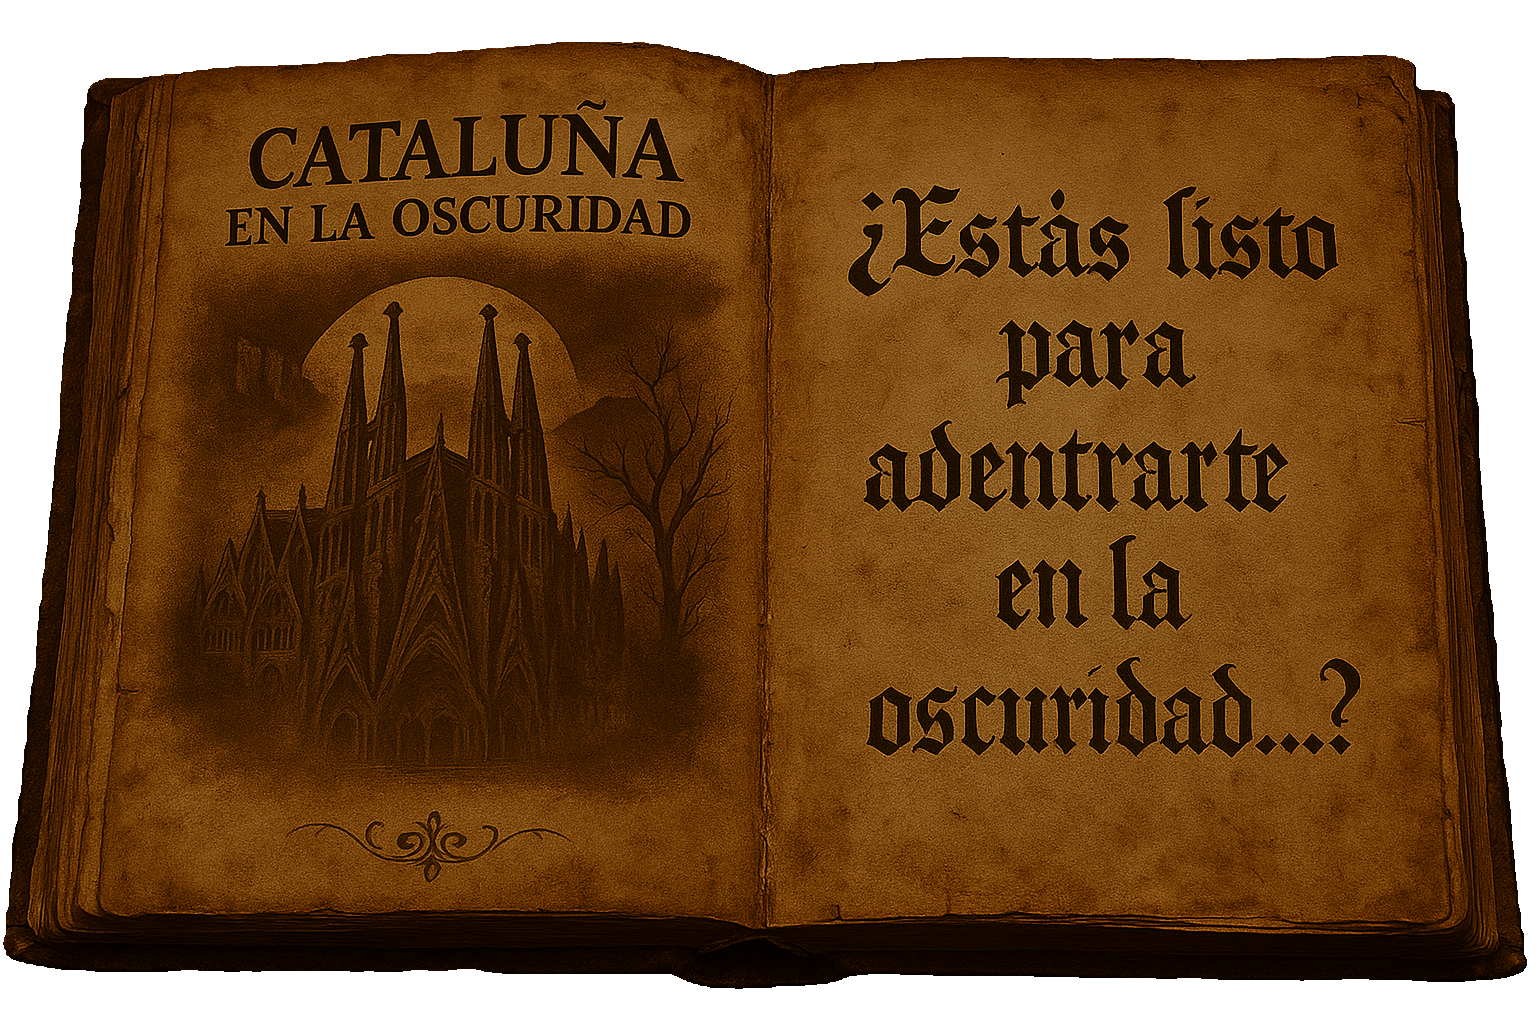 CATALUÑA
EN LA OSCURIDAD
¿Estás listo
para
adentrarte
en la
oscuridad...?